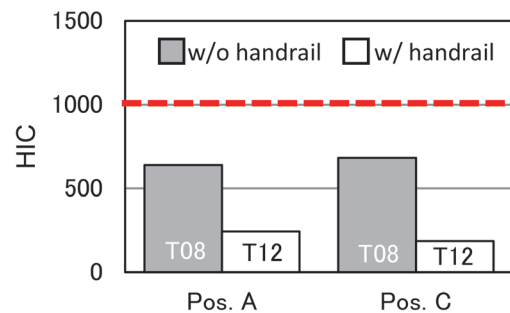 1500
w/o handrail w/ handrail
1000
HIC
500
T08 T12 T08 T12
0
Pos. A Pos. C